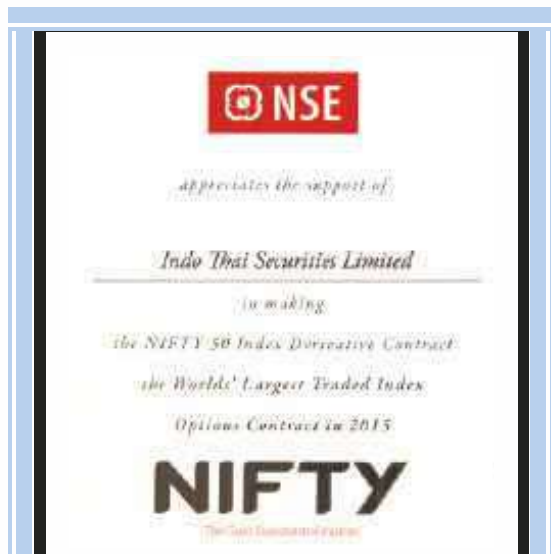 NSE
appreciates the support of
Indo Thai Securities Limited
in making
the NIFTY 50 Index Derivative Contract
the Worlds' Largest Traded Index
Options Contract in 2015
NIFTY
The